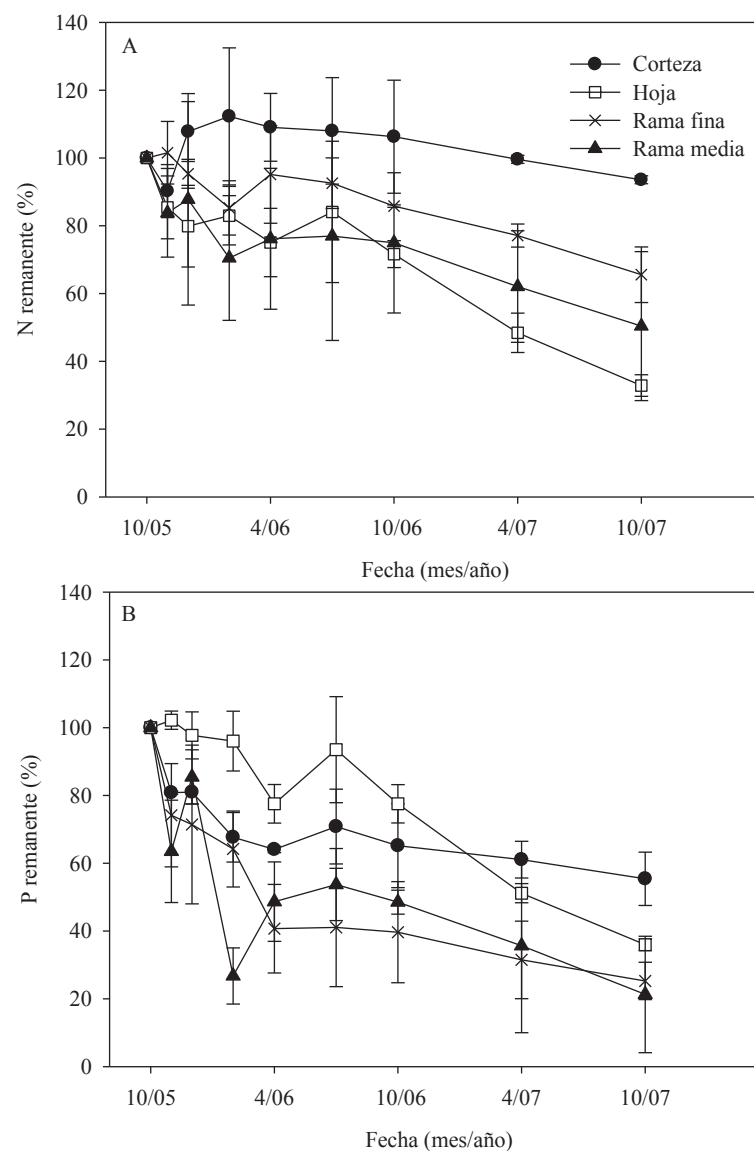 A
Corteza
Hoja
Rama fina
Rama media
N remanente (%)
140
120
100
80
60
40
20
0
10/05 4/06 10/06 4/07 10/07
Fecha (mes/año)
B
P remanente (%)
140
120
100
80
60
40
20
0
10/05 4/06 10/06 4/07 10/07
Fecha (mes/año)